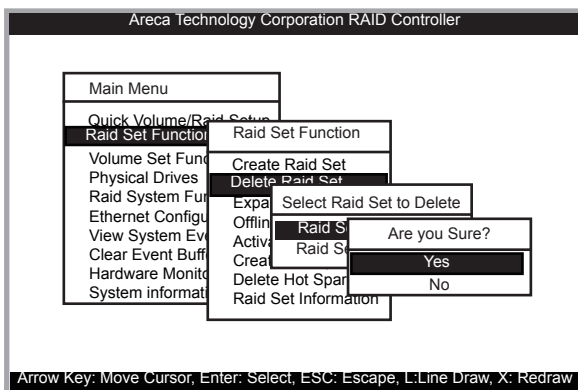 Areca Technology Corporation RAID Controller
Main Menu
Quick Volume/Raid Setup
Raid Set Function
Volume Set Func
Physical Drives
Raid System Fun
Ethernet Configu
View System Eve
Clear Event Buff
Hardware Monito
System informati
Raid Set Function
Create Raid Set
Delete Raid Set
Expa
Offlin
Activa
Creat
Delete Hot Spar
Raid Set Information
Select Raid Set to Delete
Raid S
Raid Se
Are you Sure?
Yes
No
Arrow Key: Move Cursor, Enter: Select, ESC: Escape, L:Line Draw, X: Redraw